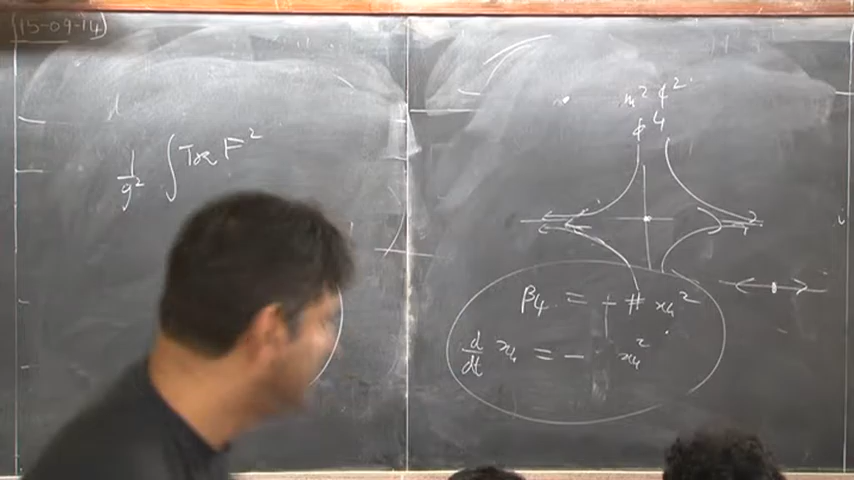 15-09-14
1/g² ∫ Tr F²
m² φ²
φ⁴
β₄ = + # x₄²
d/dt x₄ = - x₄²